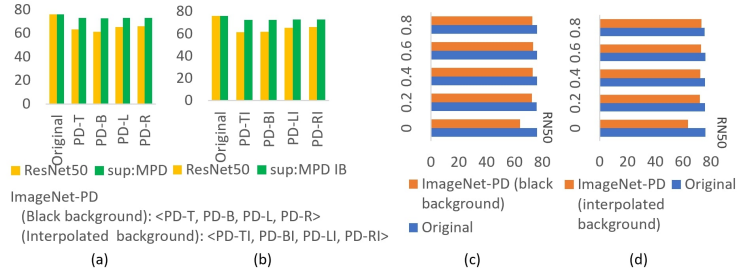 80
60
40
20
0
Original
PD-T
PD-B
PD-L
PD-R
80
60
40
20
0
Original
PD-TI
PD-BI
PD-LI
PD-RI
ResNet50 sup:MPD ResNet50 sup:MPD IB
ImageNet-PD
(Black background): <PD-T, PD-B, PD-L, PD-R>
(Interpolated background): <PD-TI, PD-BI, PD-LI, PD-RI>
(a)
(b)
0.8
0.6
0.4
0.2
0
RN50
0 20 40 60 80
ImageNet-PD (black
background)
Original
(c)
0.8
0.6
0.4
0.2
0
RN50
0 20 40 60 80
ImageNet-PD Original
(interpolated
background)
(d)